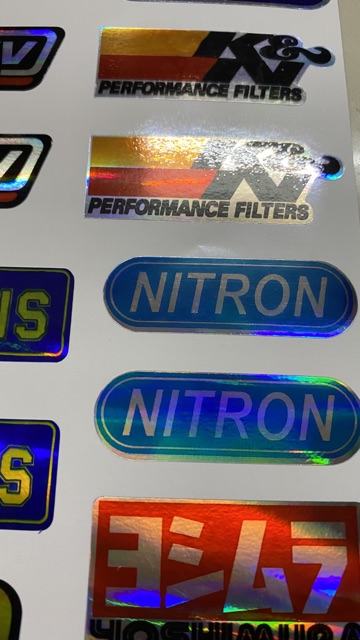 K&N
PERFORMANCE FILTERS
K&N
PERFORMANCE FILTERS
NITRON
NITRON
ヨシムラ